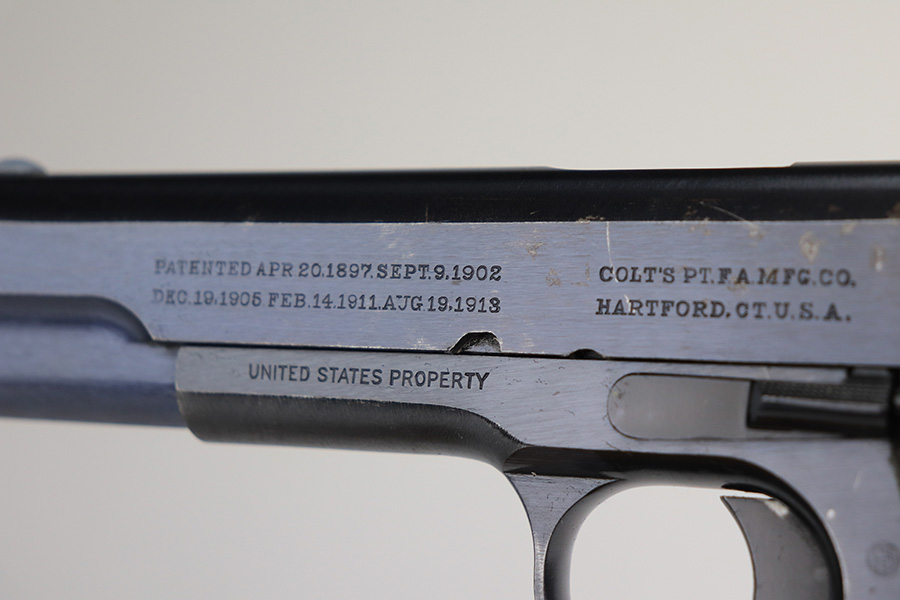 PATENTED APR 20.1897.SEPT.9.1902
DEC.19.1905 FEB.14.1911.AUG 19.1913
COLT'S PT.F.A.MFG.CO.
HARTFORD.CT.U.S.A.
UNITED STATES PROPERTY